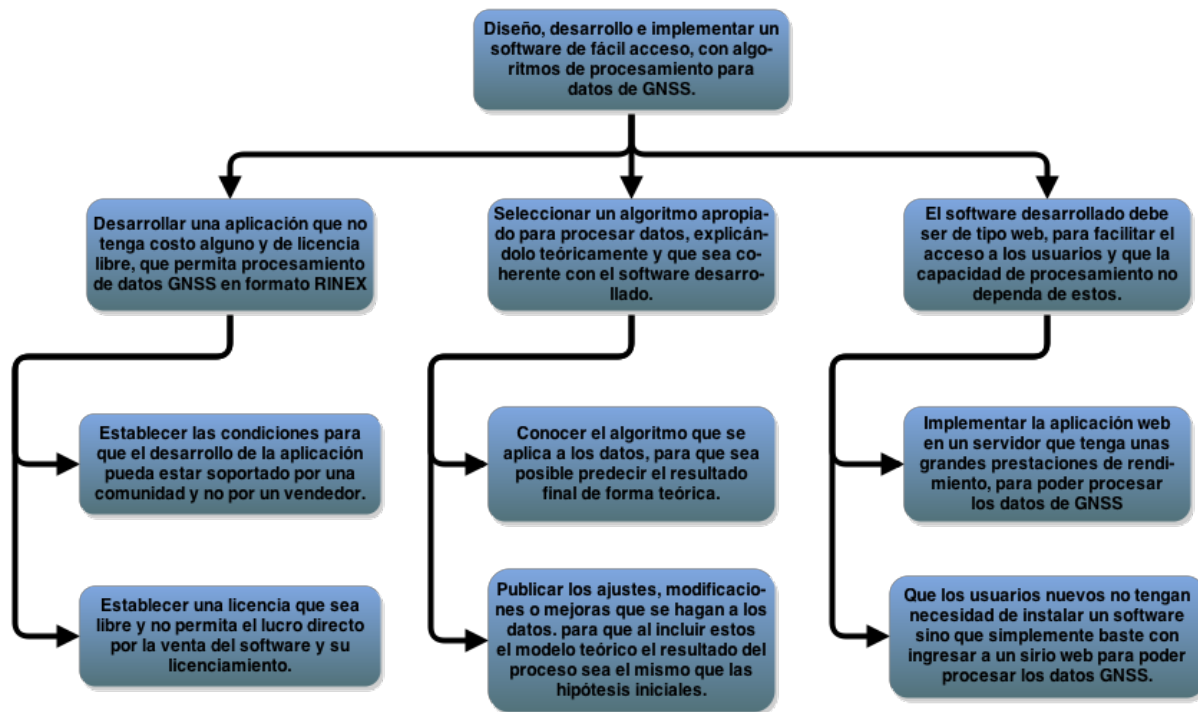 Diseño, desarrollo e implementar un
software de fácil acceso, con algo-
ritmos de procesamiento para
datos de GNSS.
Desarrollar una aplicación que no
tenga costo alguno y de licencia
libre, que permita procesamiento
de datos GNSS en formato RINEX
Seleccionar un algoritmo apropia-
do para procesar datos, explicán-
dolo teóricamente y que sea co-
herente con el software desarro-
llado.
El software desarrollado debe
ser de tipo web, para facilitar el
acceso a los usuarios y que la
capacidad de procesamiento no
dependa de estos.
Establecer las condiciones para
que el desarrollo de la aplicación
pueda estar soportado por una
comunidad y no por un vendedor.
Conocer el algoritmo que se
aplica a los datos, para que sea
posible predecir el resultado
final de forma teórica.
Implementar la aplicación web
en un servidor que tenga unas
grandes prestaciones de rendi-
miento, para poder procesar
los datos de GNSS
Establecer una licencia que sea
libre y no permita el lucro directo
por la venta del software y su
licenciamiento.
Publicar los ajustes, modificacio-
nes o mejoras que se hagan a los
datos. para que al incluir estos
el modelo teórico el resultado del
proceso sea el mismo que las
hipótesis iniciales.
Que los usuarios nuevos no tengan
necesidad de instalar un software
sino que simplemente baste con
ingresar a un sirio web para poder
procesar los datos GNSS.